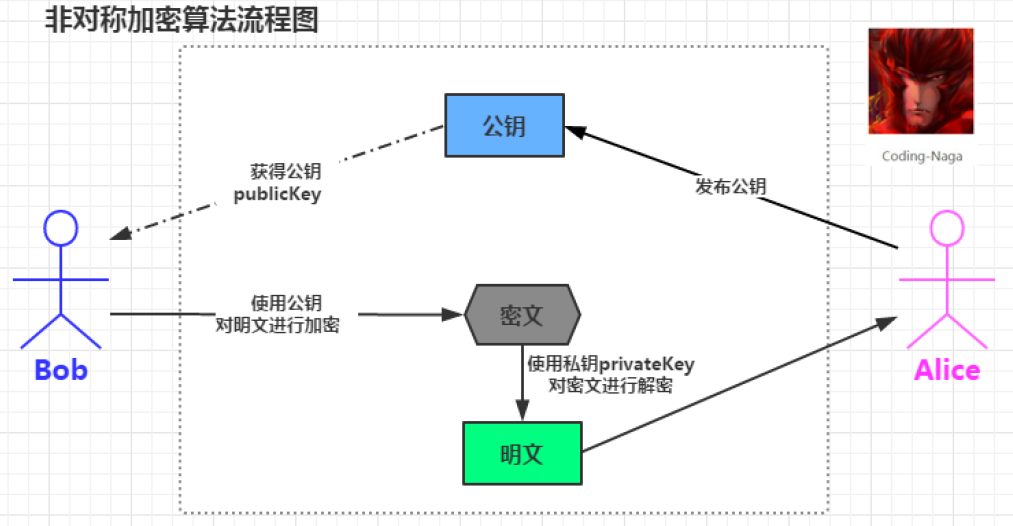 非对称加密算法流程图
公钥
Coding-Naga
获得公钥
publicKey
发布公钥
使用公钥
对明文进行加密
密文
使用私钥privateKey
对密文进行解密
Bob
Alice
明文